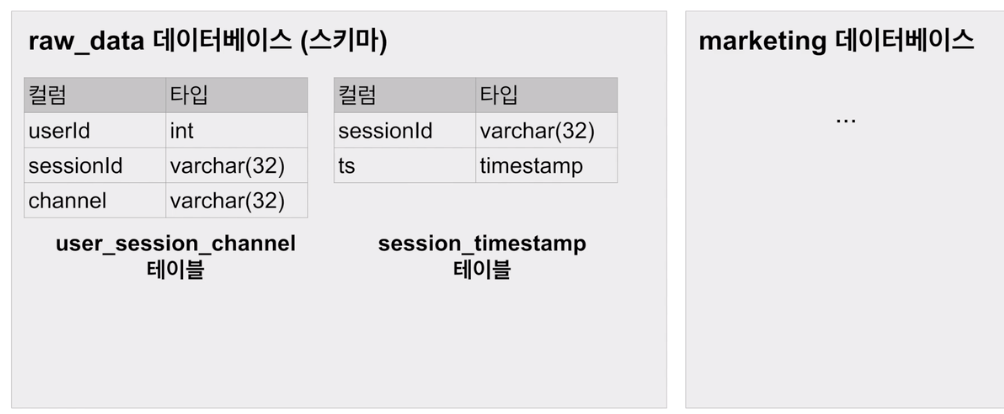 raw_data 데이터베이스 (스키마)
컬럼 타입
userId int
sessionId varchar(32)
channel varchar(32)
user_session_channel
테이블
컬럼 타입
sessionId varchar(32)
ts timestamp
session_timestamp
테이블
marketing 데이터베이스
...